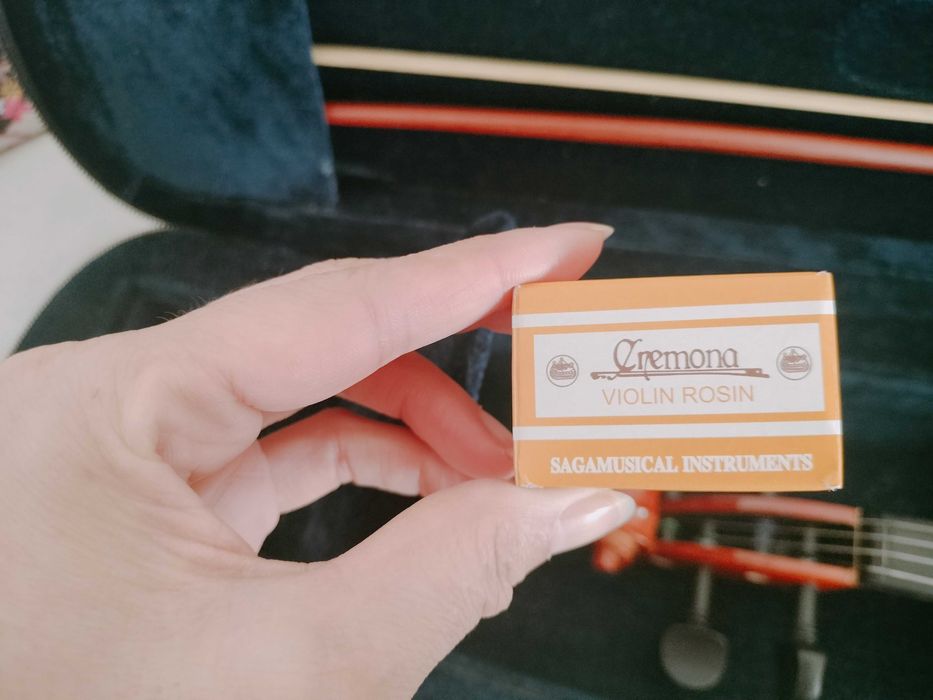 Cremona
VIOLIN ROSIN
SAGAMUSICAL INSTRUMENTS